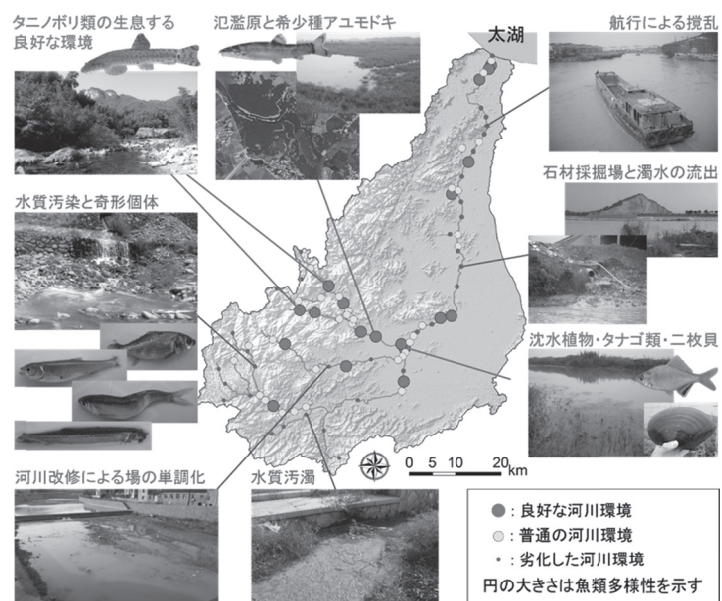 タニノボリ類の生息する
良好な環境
氾濫原と希少種アユモドキ
太湖
航行による撹乱
石材採掘場と濁水の流出
水質汚染と奇形個体
沈水植物・タナゴ類・二枚貝
河川改修による場の単調化
水質汚濁
0 5 10 20 km
：良好な河川環境
：普通の河川環境
：劣化した河川環境
円の大きさは魚類多様性を示す